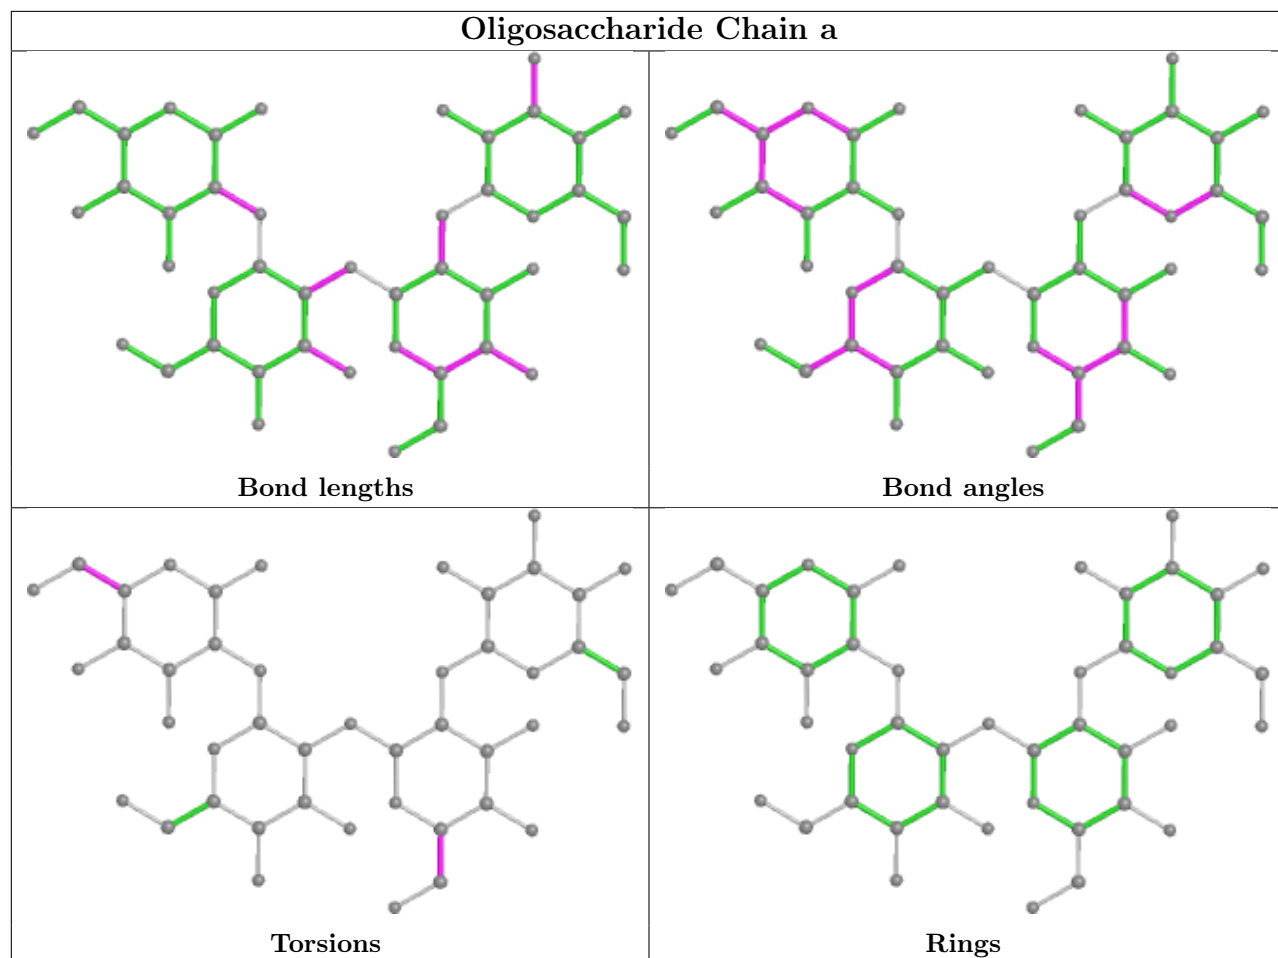 Oligosaccharide Chain a
Bond lengths
Bond angles
Torsions
Rings